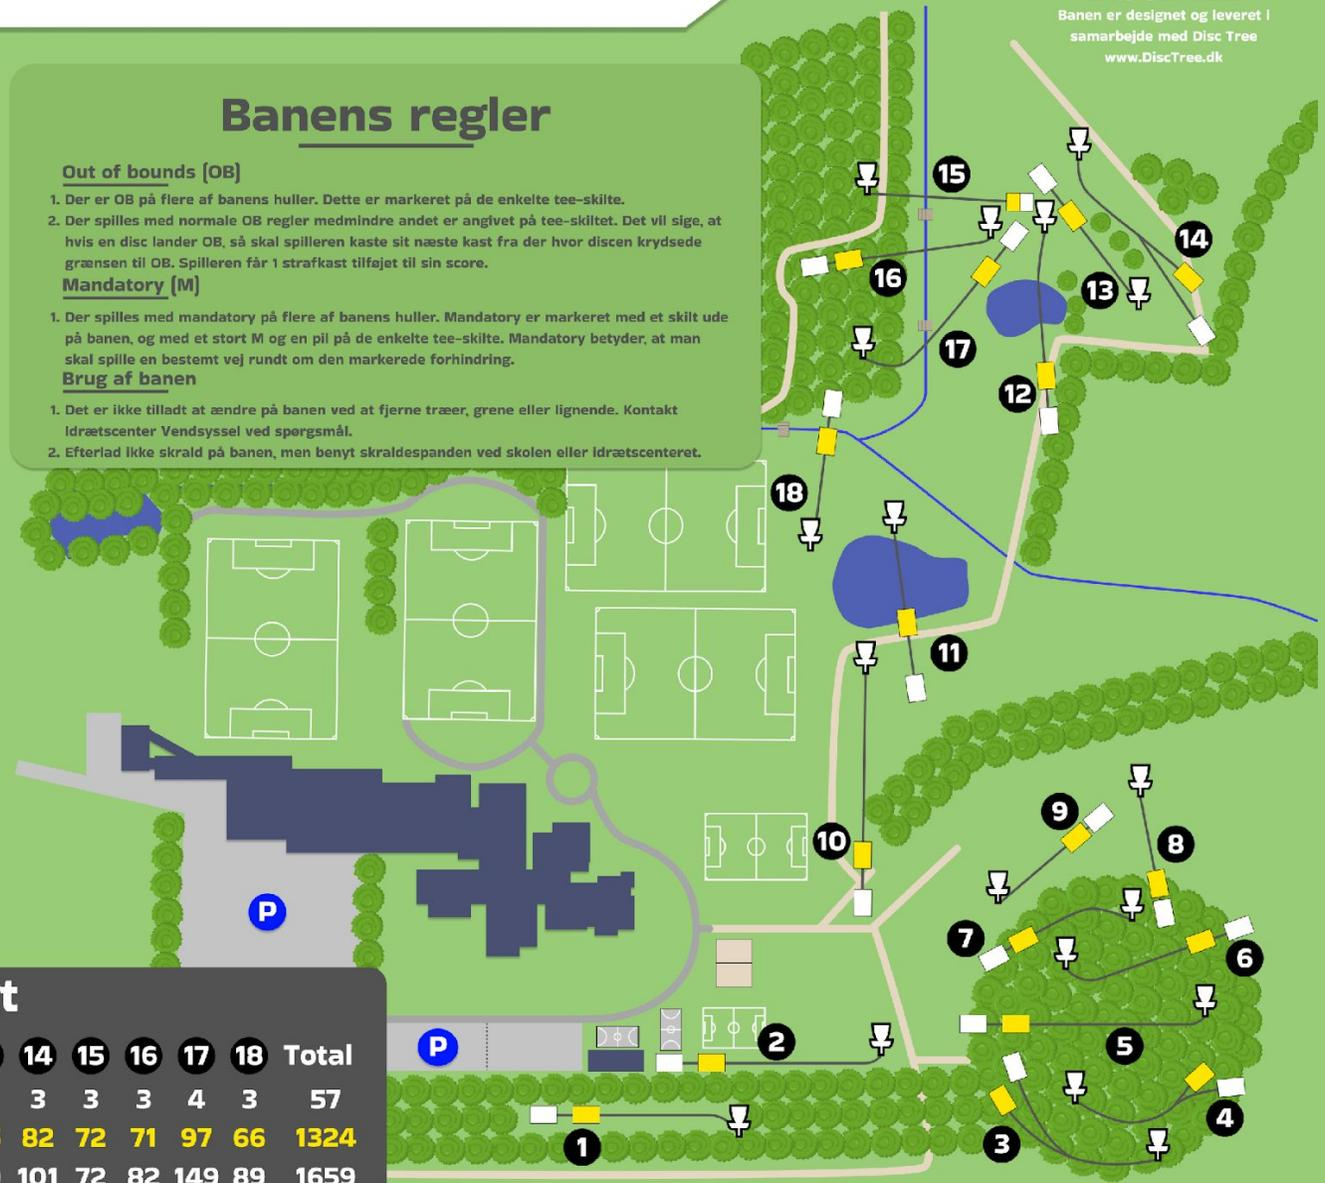 Banen er designet og leveret i
samarbejde med Disc Tree
www.DiscTree.dk
Banens regler
Out of bounds (OB)
1. Der er OB på flere af banens huller. Dette er markeret på de enkelte tee-skilte.
2. Der spilles med normale OB regler medmindre andet er angivet på tee-skiltet. Det vil sige, at
hvis en disc lander OB, så skal spilleren kaste sit næste kast fra der hvor discen krydsede
grænsen til OB. Spilleren får 1 strafkast tilføjet til sin score.
Mandatory (M)
1. Der spilles med mandatory på flere af banens huller. Mandatory er markeret med et skilt ude
på banen, og med et stort M og en pil på de enkelte tee-skilte. Mandatory betyder, at man
skal spille en bestemt vej rundt om den markerede forhindring.
Brug af banen
1. Det er ikke tilladt at ændre på banen ved at fjerne træer, grene eller lignende. Kontakt
Idrætscenter Vendsyssel ved spørgsmål.
2. Efterlad ikke skrald på banen, men benyt skraldespanden ved skolen eller idrætscenteret.
15
14
16
13
17
12
18
11
10
9
8
7
6
5
4
3
2
1
P
P
t
14 15 16 17 18 Total
3 3 3 4 3 57
82 72 71 97 66 1324
101 72 82 149 89 1659